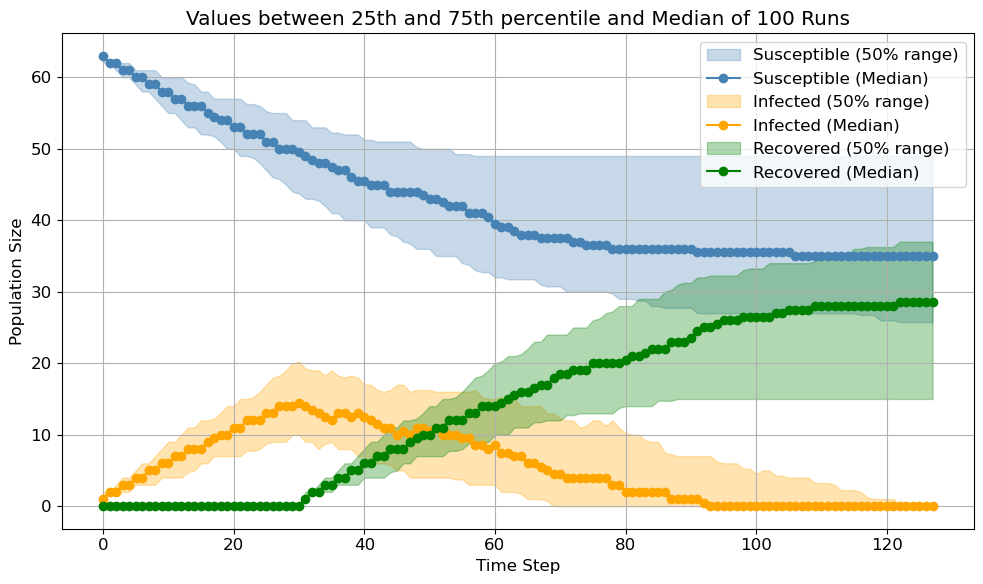 Values between 25th and 75th percentile and Median of 100 Runs
Susceptible (50% range)
Susceptible (Median)
Infected (50% range)
Infected (Median)
Recovered (50% range)
Recovered (Median)
Population Size
60
50
40
30
20
10
0
0 20 40 60 80 100 120
Time Step